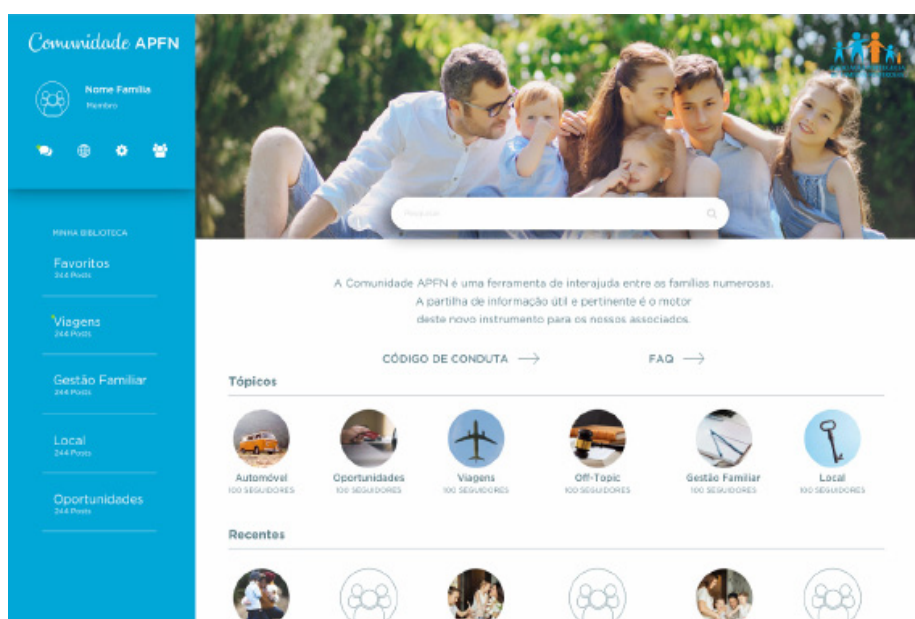 Comunidade APFN
Nome Família
Membro
MINHA BIBLIOTECA
Favoritos
244 Posts
Viagens
244 Posts
Gestão Familiar
244 Posts
Local
244 Posts
Oportunidades
244 Posts
Pesquisar
A Comunidade APFN é uma ferramenta de interajuda entre as famílias numerosas.
A partilha de informação útil e pertinente é o motor
deste novo instrumento para os nossos associados.
CÓDIGO DE CONDUTA
FAQ
Tópicos
Automóvel
100 SEGUIDORES
Oportunidades
100 SEGUIDORES
Viagens
100 SEGUIDORES
Off-Topic
100 SEGUIDORES
Gestão Familiar
100 SEGUIDORES
Local
100 SEGUIDORES
Recentes